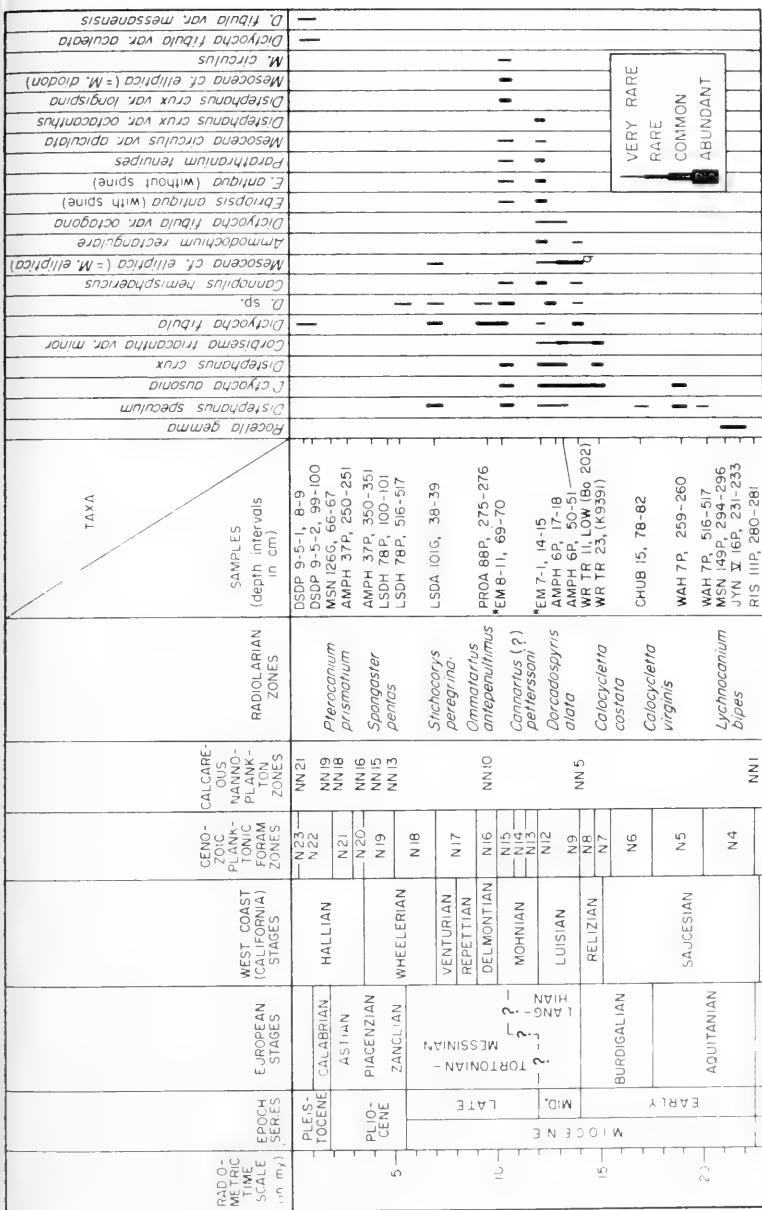 RADIO-
METRIC
TIME
SCALE
(in my)
5
10
15
EPOCH
SERIES
PLEIS-
TOCENE
PLIO-
CENE
MIOCENE
LATE
MID.
EARLY
EUROPEAN
STAGES
CALABRIAN
ASTIAN
PIACENZIAN
ZANCLIAN
TORTONIAN-
MESSINIAN
?
?
?
LANG-
HIAN
BURDIGALIAN
AQUITANIAN
WEST COAST
(CALIFORNIA)
STAGES
HALLIAN
WHEELERIAN
VENTURIAN
REPETTIAN
DELMONTIAN
MOHNIAN
LUISIAN
RELIZIAN
SAUCESIAN
CENO-
ZOIC
PLANK-
TONIC
FORAM
ZONES
N23
N22
N21
N20
N19
N18
N17
N16
N15
N14
N13
N12
N9
N8
N7
N6
N5
N4
CALCARE-
OUS
NANNO-
PLANK-
TON
ZONES
NN21
NN19
NN18
NN16
NN15
NN13
NN10
NN5
NN1
RADIOLARIAN
ZONES
Pterocanium
prismatium
Spongaster
pentas
Stichocorys
peregrina.
Ommatartus
antepenultimus
Cannartus (?)
petterssoni
Dorcadospyris
alata
Calocycletta
costata
Calocycletta
virginis
Lychnocanium
bipes
TAXA
SAMPLES
(depth intervals
in cm)
DSDP 9-5-1, 8-9
DSDP 9-5-2, 99-100
MSN 126G, 66-67
AMPH 37P, 250-251
AMPH 37P, 350-351
LSDH 78P, 100-101
LSDH 78P, 516-517
LSDA 101G, 38-39
PROA 88P, 275-276
*EM 8-11, 69-70
*EM 7-1, 14-15
AMPH 6P, 17-18
AMPH 6P, 50-51
WR TR 11, LOW (Bo 202)
WR TR 23, (K9391)
CHUB 15, 78-82
WAH 7P, 259-260
WAH 7P, 516-517
MSN 149P, 294-296
JYN V 16P, 231-233
RIS 111P, 280-281
Rocella gemma
Distephanus speculum
Dictyocha ausonia
Distephanus crux
Corbisema triacantha var. minor
Dictyocha fibula
D. sp.
Cannopilus hemisphaericus
Mesocena cf. elliptica (=M. elliptica)
Ammodochium rectangulare
Dictyocha fibula var. octagona
Ebriopsis antiqua (with spine)
E. antiqua (without spine)
Parathranium tenuipes
Mesocena circulus var. apiculata
Distephanus crux var. octacanthus
Distephanus crux var. longispina
Mesocena cf. elliptica (=M. diodon)
M. circulus
Dictyocha fibula var. aculeata
D. fibula var. messanensis
VERY RARE
RARE
COMMON
ABUNDANT